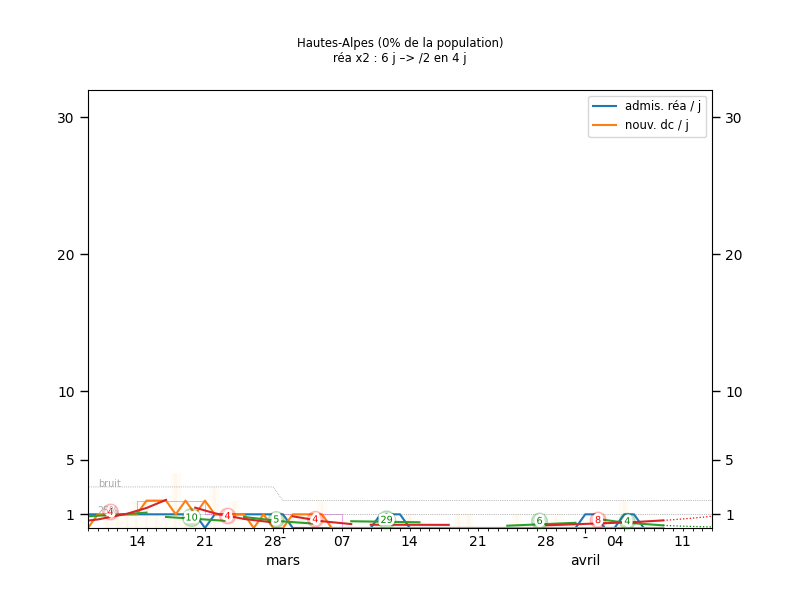 Hautes-Alpes (0% de la population)
réa x2 : 6 j –> /2 en 4 j
admis. réa / j
nouv. dc / j
30 30
20 20
10 10
5 5
1 1
bruit
4 10 4 5 4 29 6 8 4
14 21 28 07 14 21 28 04 11
mars avril